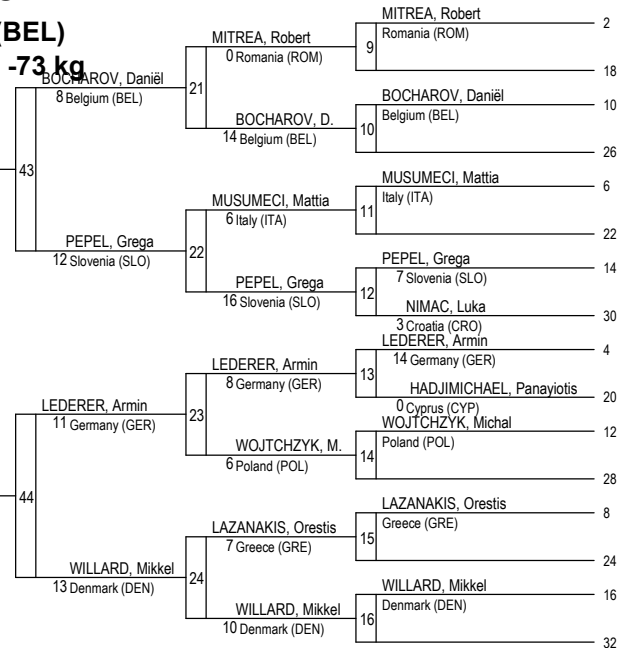 (BEL)
-73 kg
MITREA, Robert
Romania (ROM)
2
9
18
MITREA, Robert
0 Romania (ROM)
21
BOCHAROV, Daniël
Belgium (BEL)
10
10
26
BOCHAROV, D.
14 Belgium (BEL)
BOCHAROV, Daniël
8 Belgium (BEL)
43
MUSUMECI, Mattia
Italy (ITA)
6
11
22
MUSUMECI, Mattia
6 Italy (ITA)
22
PEPEL, Grega
7 Slovenia (SLO)
14
12
NIMAC, Luka
3 Croatia (CRO)
30
PEPEL, Grega
16 Slovenia (SLO)
PEPEL, Grega
12 Slovenia (SLO)
LEDERER, Armin
14 Germany (GER)
4
13
HADJIMICHAEL, Panayiotis
0 Cyprus (CYP)
20
LEDERER, Armin
8 Germany (GER)
23
WOJTCHZYK, Michal
Poland (POL)
12
14
28
WOJTCHZYK, M.
6 Poland (POL)
LEDERER, Armin
11 Germany (GER)
44
LAZANAKIS, Orestis
Greece (GRE)
8
15
24
LAZANAKIS, Orestis
7 Greece (GRE)
24
WILLARD, Mikkel
Denmark (DEN)
16
16
32
WILLARD, Mikkel
10 Denmark (DEN)
WILLARD, Mikkel
13 Denmark (DEN)